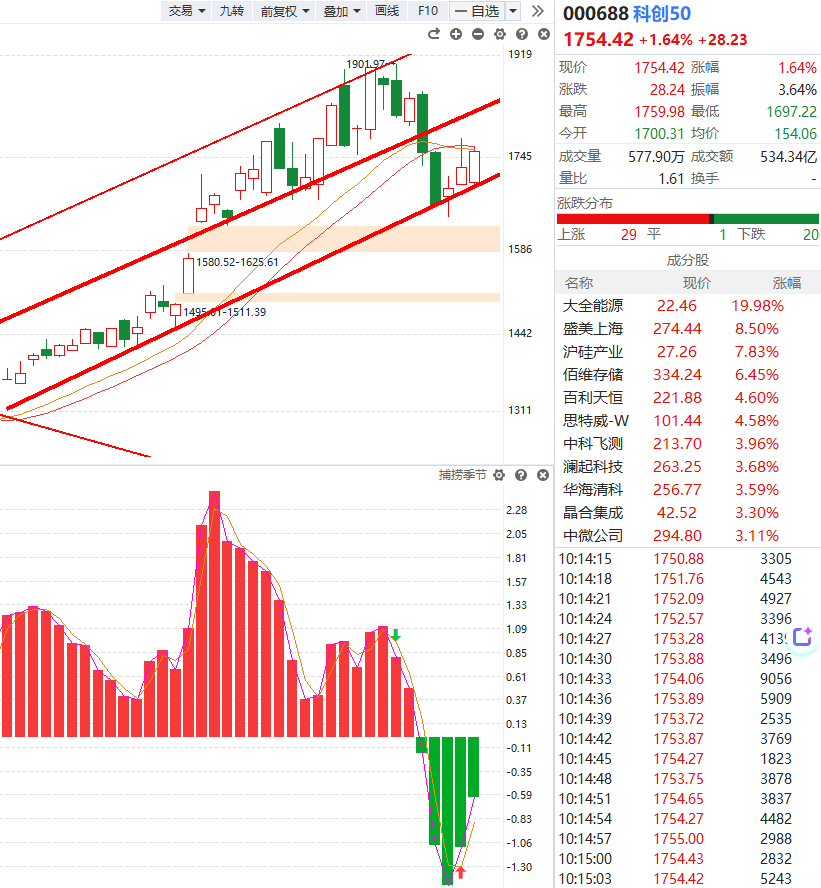 交易 九转 前复权 叠加 画线 F10 自选
000688 科创50
1754.42 +1.64% +28.23
现价 1754.42 涨幅 1.64%
涨跌 28.24 振幅 3.64%
最高 1759.98 最低 1697.22
今开 1700.31 均价 154.06
成交量 577.90万 成交额 534.34亿
量比 1.61 换手 -
涨跌分布
上涨 29 平 1 下跌 20
成分股
名称 现价 涨幅
大全能源 22.46 19.98%
盛美上海 274.44 8.50%
沪硅产业 27.26 7.83%
佰维存储 334.24 6.45%
百利天恒 221.88 4.60%
思特威-W 101.44 4.58%
中科飞测 213.70 3.96%
澜起科技 263.25 3.68%
华海清科 256.77 3.59%
晶合集成 42.52 3.30%
中微公司 294.80 3.11%
10:14:15 1750.88 3305
10:14:18 1751.76 4543
10:14:21 1752.09 4927
10:14:24 1752.57 3396
10:14:27 1753.28
10:14:30 1753.88 3496
10:14:33 1754.06 9056
10:14:36 1753.89 5909
10:14:39 1753.72 2535
10:14:42 1753.87 3769
10:14:45 1754.27 1823
10:14:48 1753.75 3878
10:14:51 1754.65 3837
10:14:54 1754.27 4482
10:14:57 1755.00 2988
10:15:00 1754.43 2832
10:15:03 1754.42 5243
1901.97
1919
1745
1586
1442
1311
1580.52-1625.61
捕捞季节
2.28
2.05
1.81
1.57
1.33
1.09
0.85
0.61
0.37
0.13
-0.11
-0.35
-0.59
-0.83
-1.06
-1.30